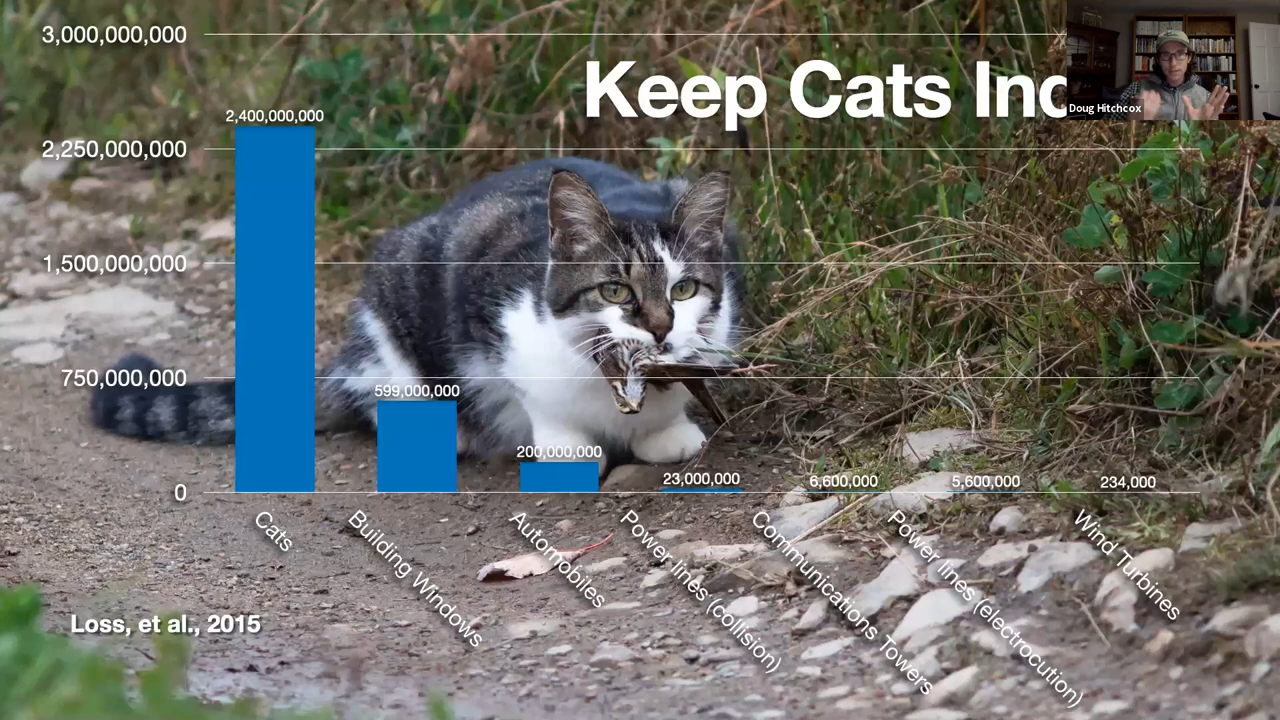 Keep Cats Ind
Doug Hitchcox
3,000,000,000
2,250,000,000
1,500,000,000
750,000,000
0
2,400,000,000
599,000,000
200,000,000
23,000,000
6,600,000
5,600,000
234,000
Cats
Building Windows
Automobiles
Power lines (collision)
Communications Towers
Power lines (electrocution)
Wind Turbines
Loss, et al., 2015